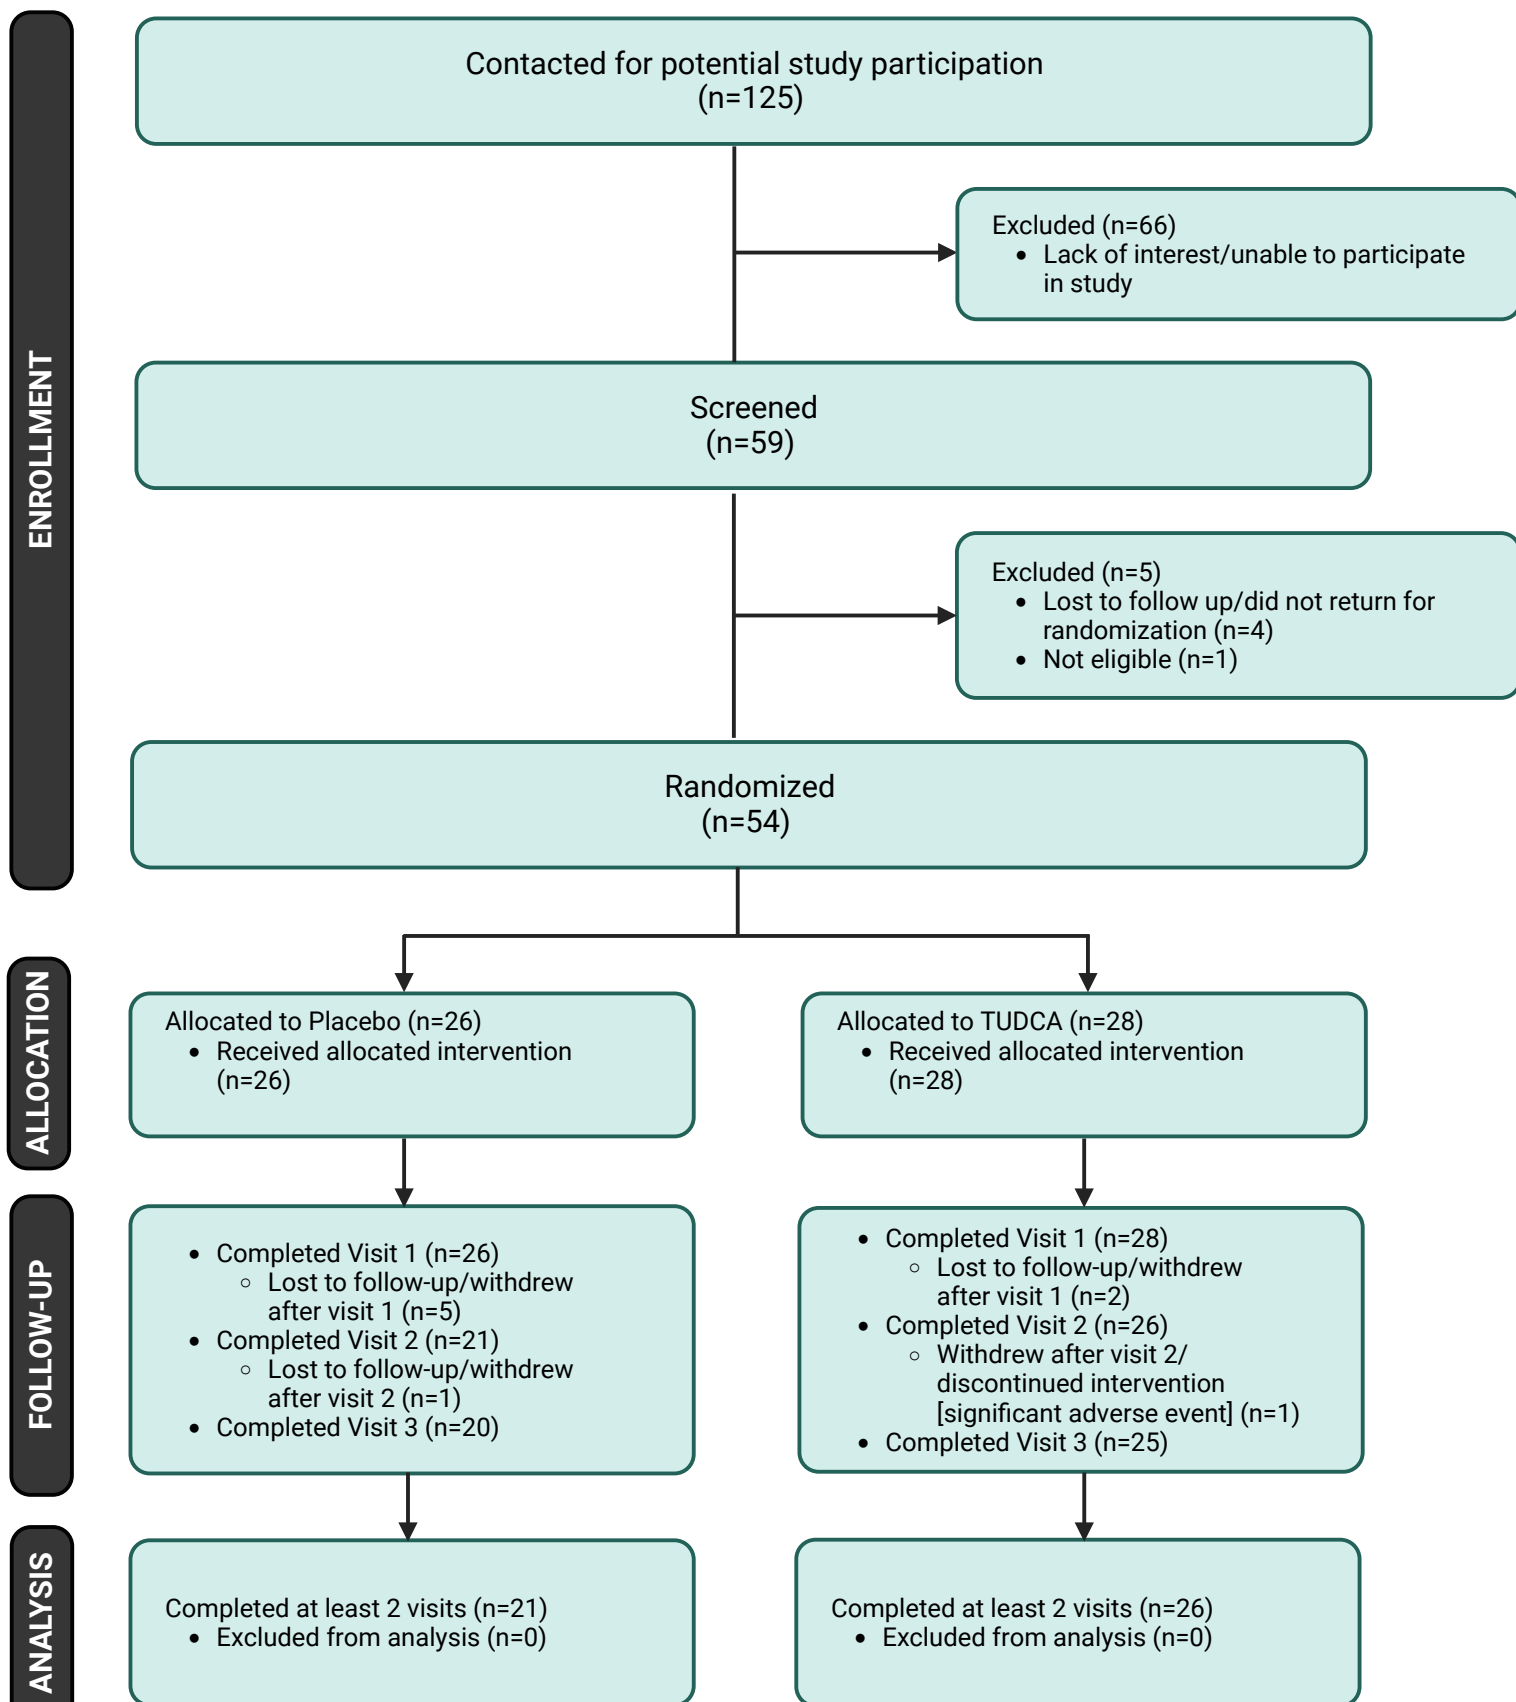 ENROLLMENT
Contacted for potential study participation
(n=125)
Excluded (n=66)
• Lack of interest/unable to participate
in study
Screened
(n=59)
Excluded (n=5)
• Lost to follow up/did not return for
randomization (n=4)
• Not eligible (n=1)
Randomized
(n=54)
ALLOCATION
Allocated to Placebo (n=26)
• Received allocated intervention
(n=26)
Allocated to TUDCA (n=28)
• Received allocated intervention
(n=28)
FOLLOW-UP
• Completed Visit 1 (n=26)
◦ Lost to follow-up/withdrew
after visit 1 (n=5)
• Completed Visit 2 (n=21)
◦ Lost to follow-up/withdrew
after visit 2 (n=1)
• Completed Visit 3 (n=20)
• Completed Visit 1 (n=28)
◦ Lost to follow-up/withdrew
after visit 1 (n=2)
• Completed Visit 2 (n=26)
◦ Withdrew after visit 2/
discontinued intervention
[significant adverse event] (n=1)
• Completed Visit 3 (n=25)
ANALYSIS
Completed at least 2 visits (n=21)
• Excluded from analysis (n=0)
Completed at least 2 visits (n=26)
• Excluded from analysis (n=0)